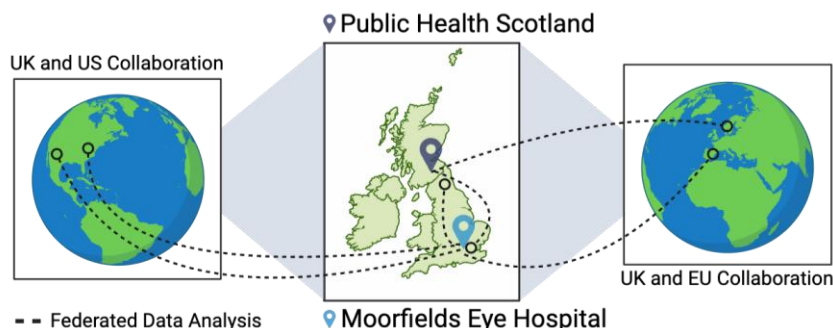 Public Health Scotland
UK and US Collaboration
UK and EU Collaboration
-- Federated Data Analysis
Moorfields Eye Hospital